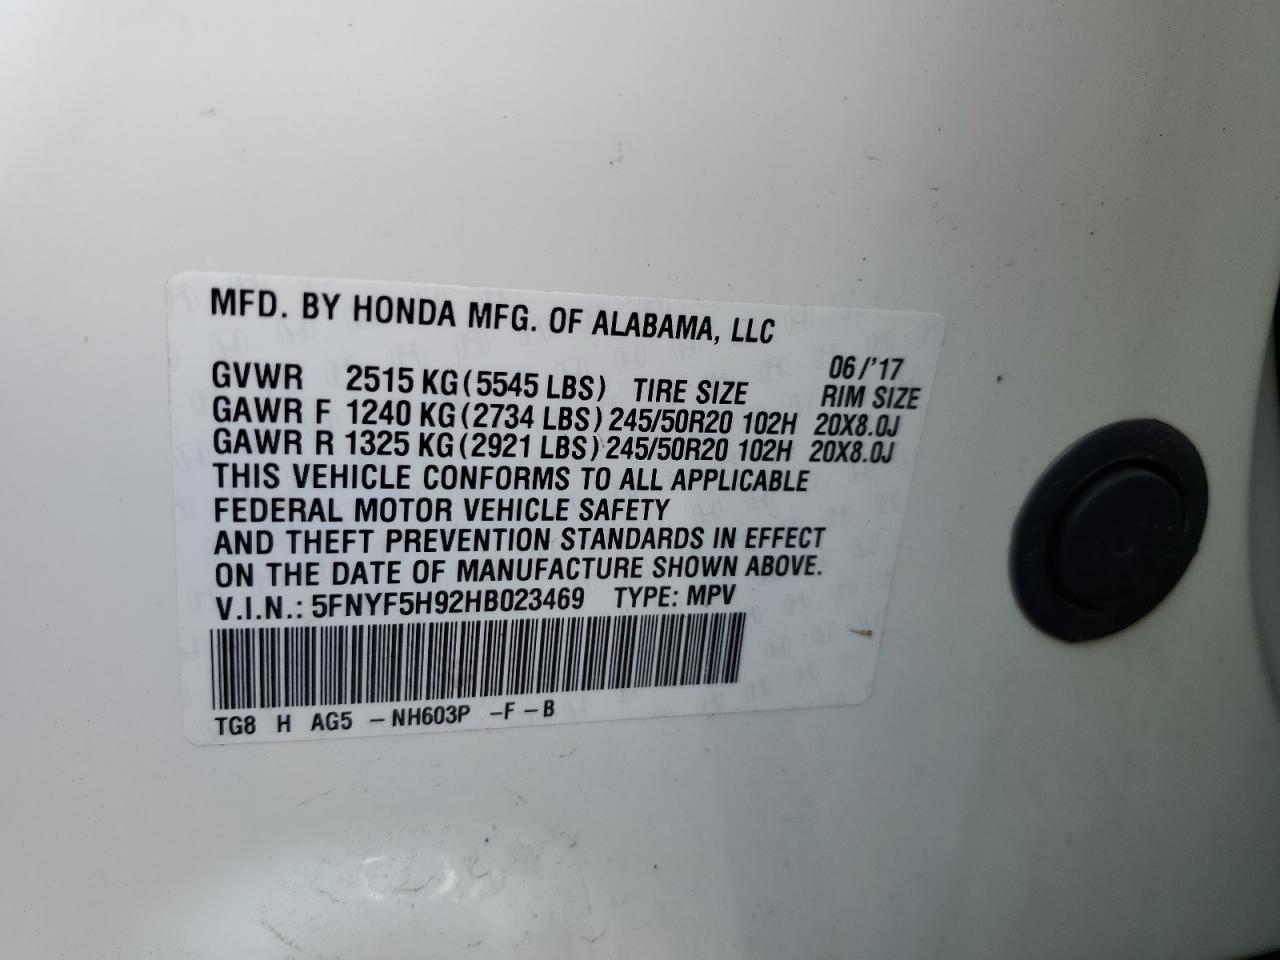 MFD. BY HONDA MFG. OF ALABAMA, LLC
06/'17
GVWR 2515 KG (5545 LBS) TIRE SIZE RIM SIZE
GAWR F 1240 KG (2734 LBS) 245/50R20 102H 20X8.0J
GAWR R 1325 KG (2921 LBS) 245/50R20 102H 20X8.0J
THIS VEHICLE CONFORMS TO ALL APPLICABLE
FEDERAL MOTOR VEHICLE SAFETY
AND THEFT PREVENTION STANDARDS IN EFFECT
ON THE DATE OF MANUFACTURE SHOWN ABOVE.
V.I.N.: 5FNYF5H92HB023469 TYPE: MPV
TG8 H AG5 - NH603P - F - B